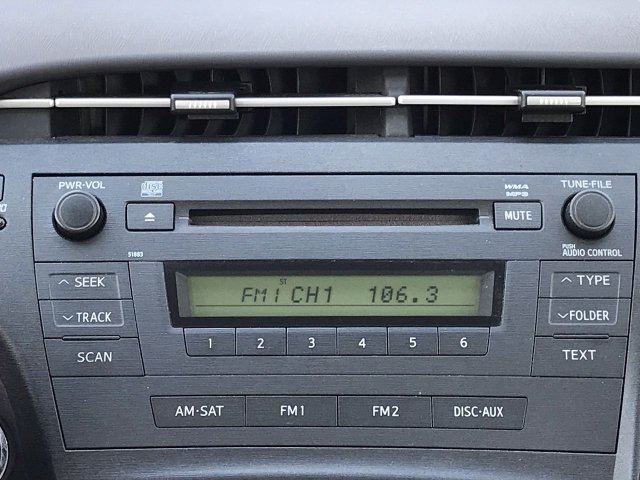 PWR·VOL
WMA
MP3
TUNE·FILE
MUTE
51883
PUSH
AUDIO CONTROL
SEEK
TRACK
SCAN
ST
FM1 CH1 106.3
TYPE
FOLDER
TEXT
1 2 3 4 5 6
AM·SAT FM1 FM2 DISC·AUX